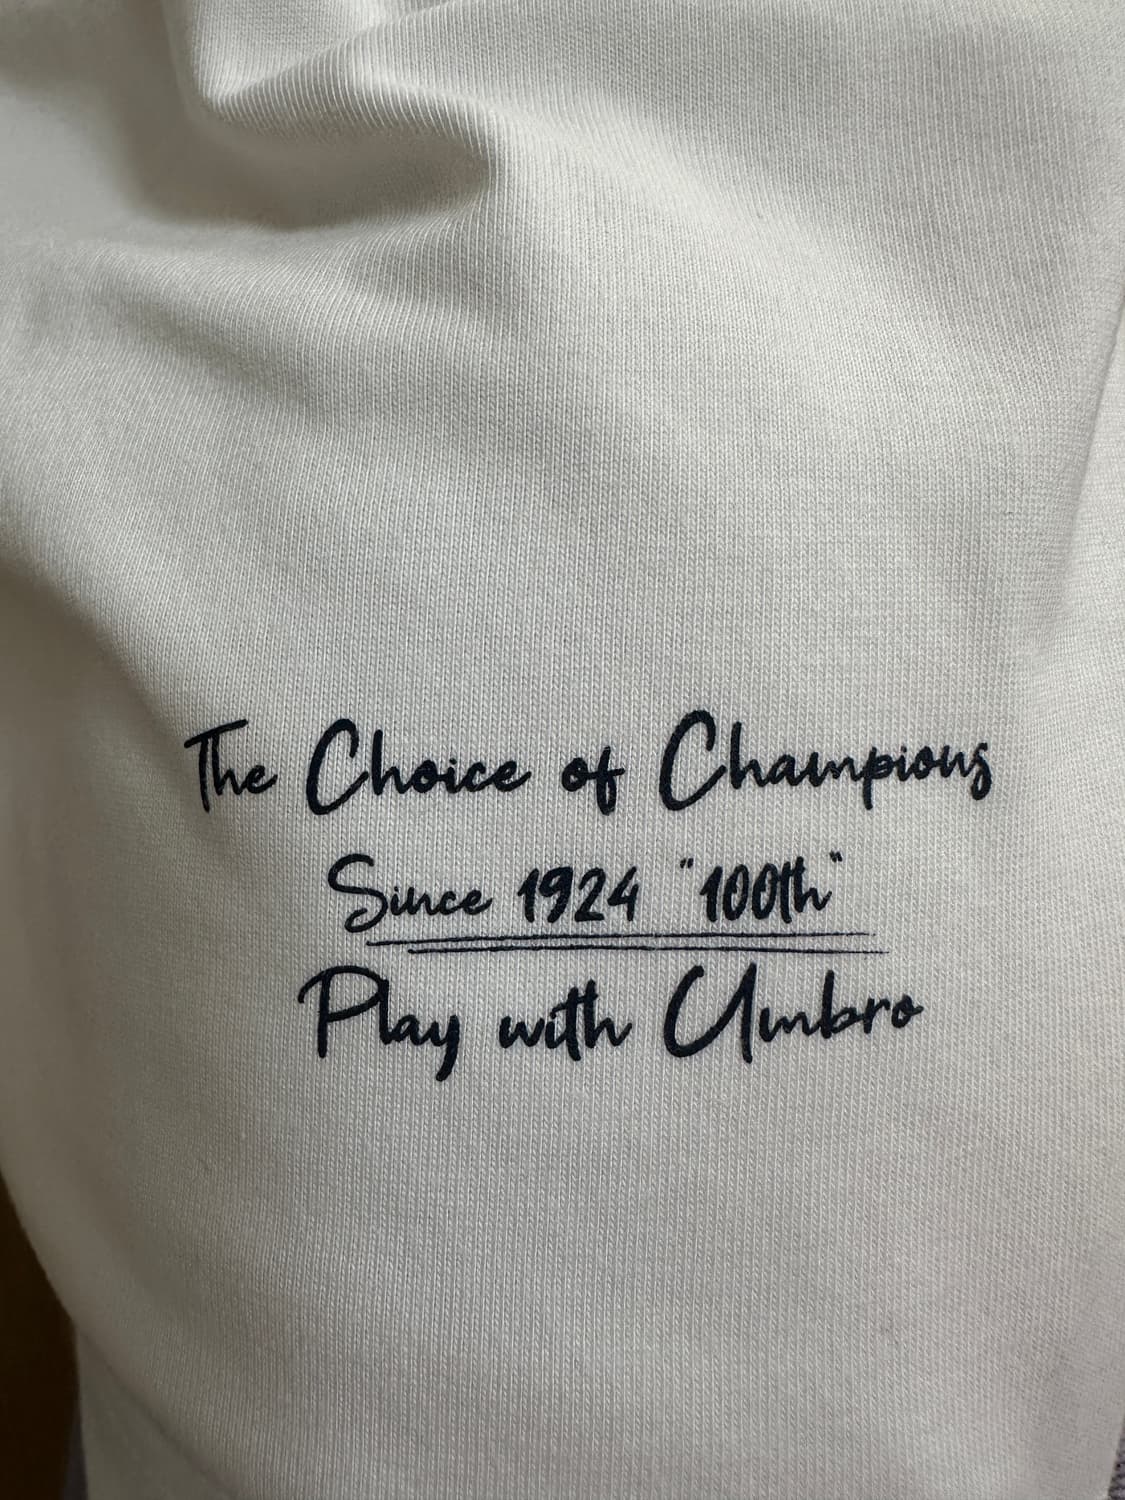 The Choice of Champions
Since 1924 "100th"
Play with Umbro